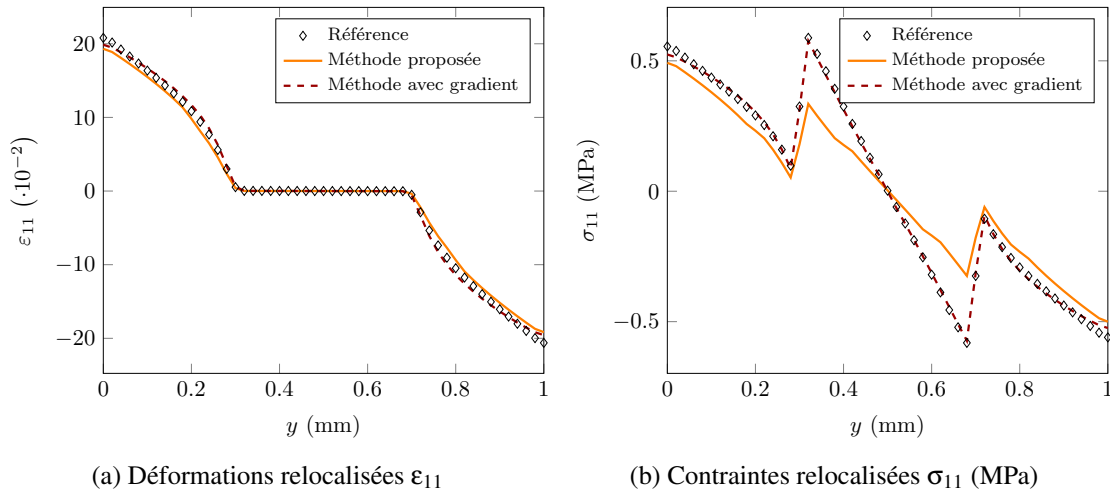 Référence
Méthode proposée
Méthode avec gradient
20
10
0
−10
−20
ε₁₁ (·10⁻²)
0
0.2
0.4
0.6
0.8
1
y (mm)
(a) Déformations relocalisées ε₁₁
Référence
Méthode proposée
Méthode avec gradient
0.5
0
−0.5
σ₁₁ (MPa)
0
0.2
0.4
0.6
0.8
1
y (mm)
(b) Contraintes relocalisées σ₁₁ (MPa)